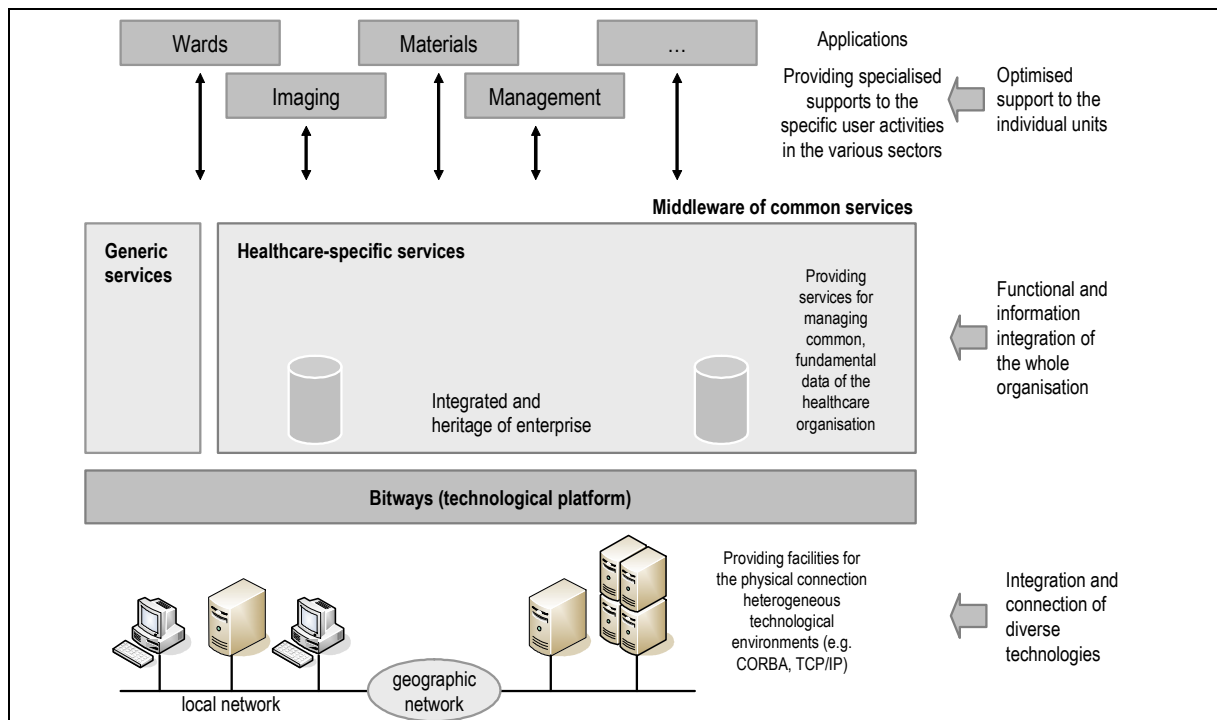 Wards
Materials
…
Applications
Imaging
Management
Providing specialised
supports to the
specific user activities
in the various sectors
Optimised
support to the
individual units
Middleware of common services
Generic
services
Healthcare-specific services
Providing
services for
managing
common,
fundamental
data of the
healthcare
organisation
Functional and
information
integration of
the whole
organisation
Integrated and
heritage of enterprise
Bitways (technological platform)
Providing facilities for
the physical connection
heterogeneous
technological
environments (e.g.
CORBA, TCP/IP)
Integration and
connection of
diverse
technologies
local network
geographic
network